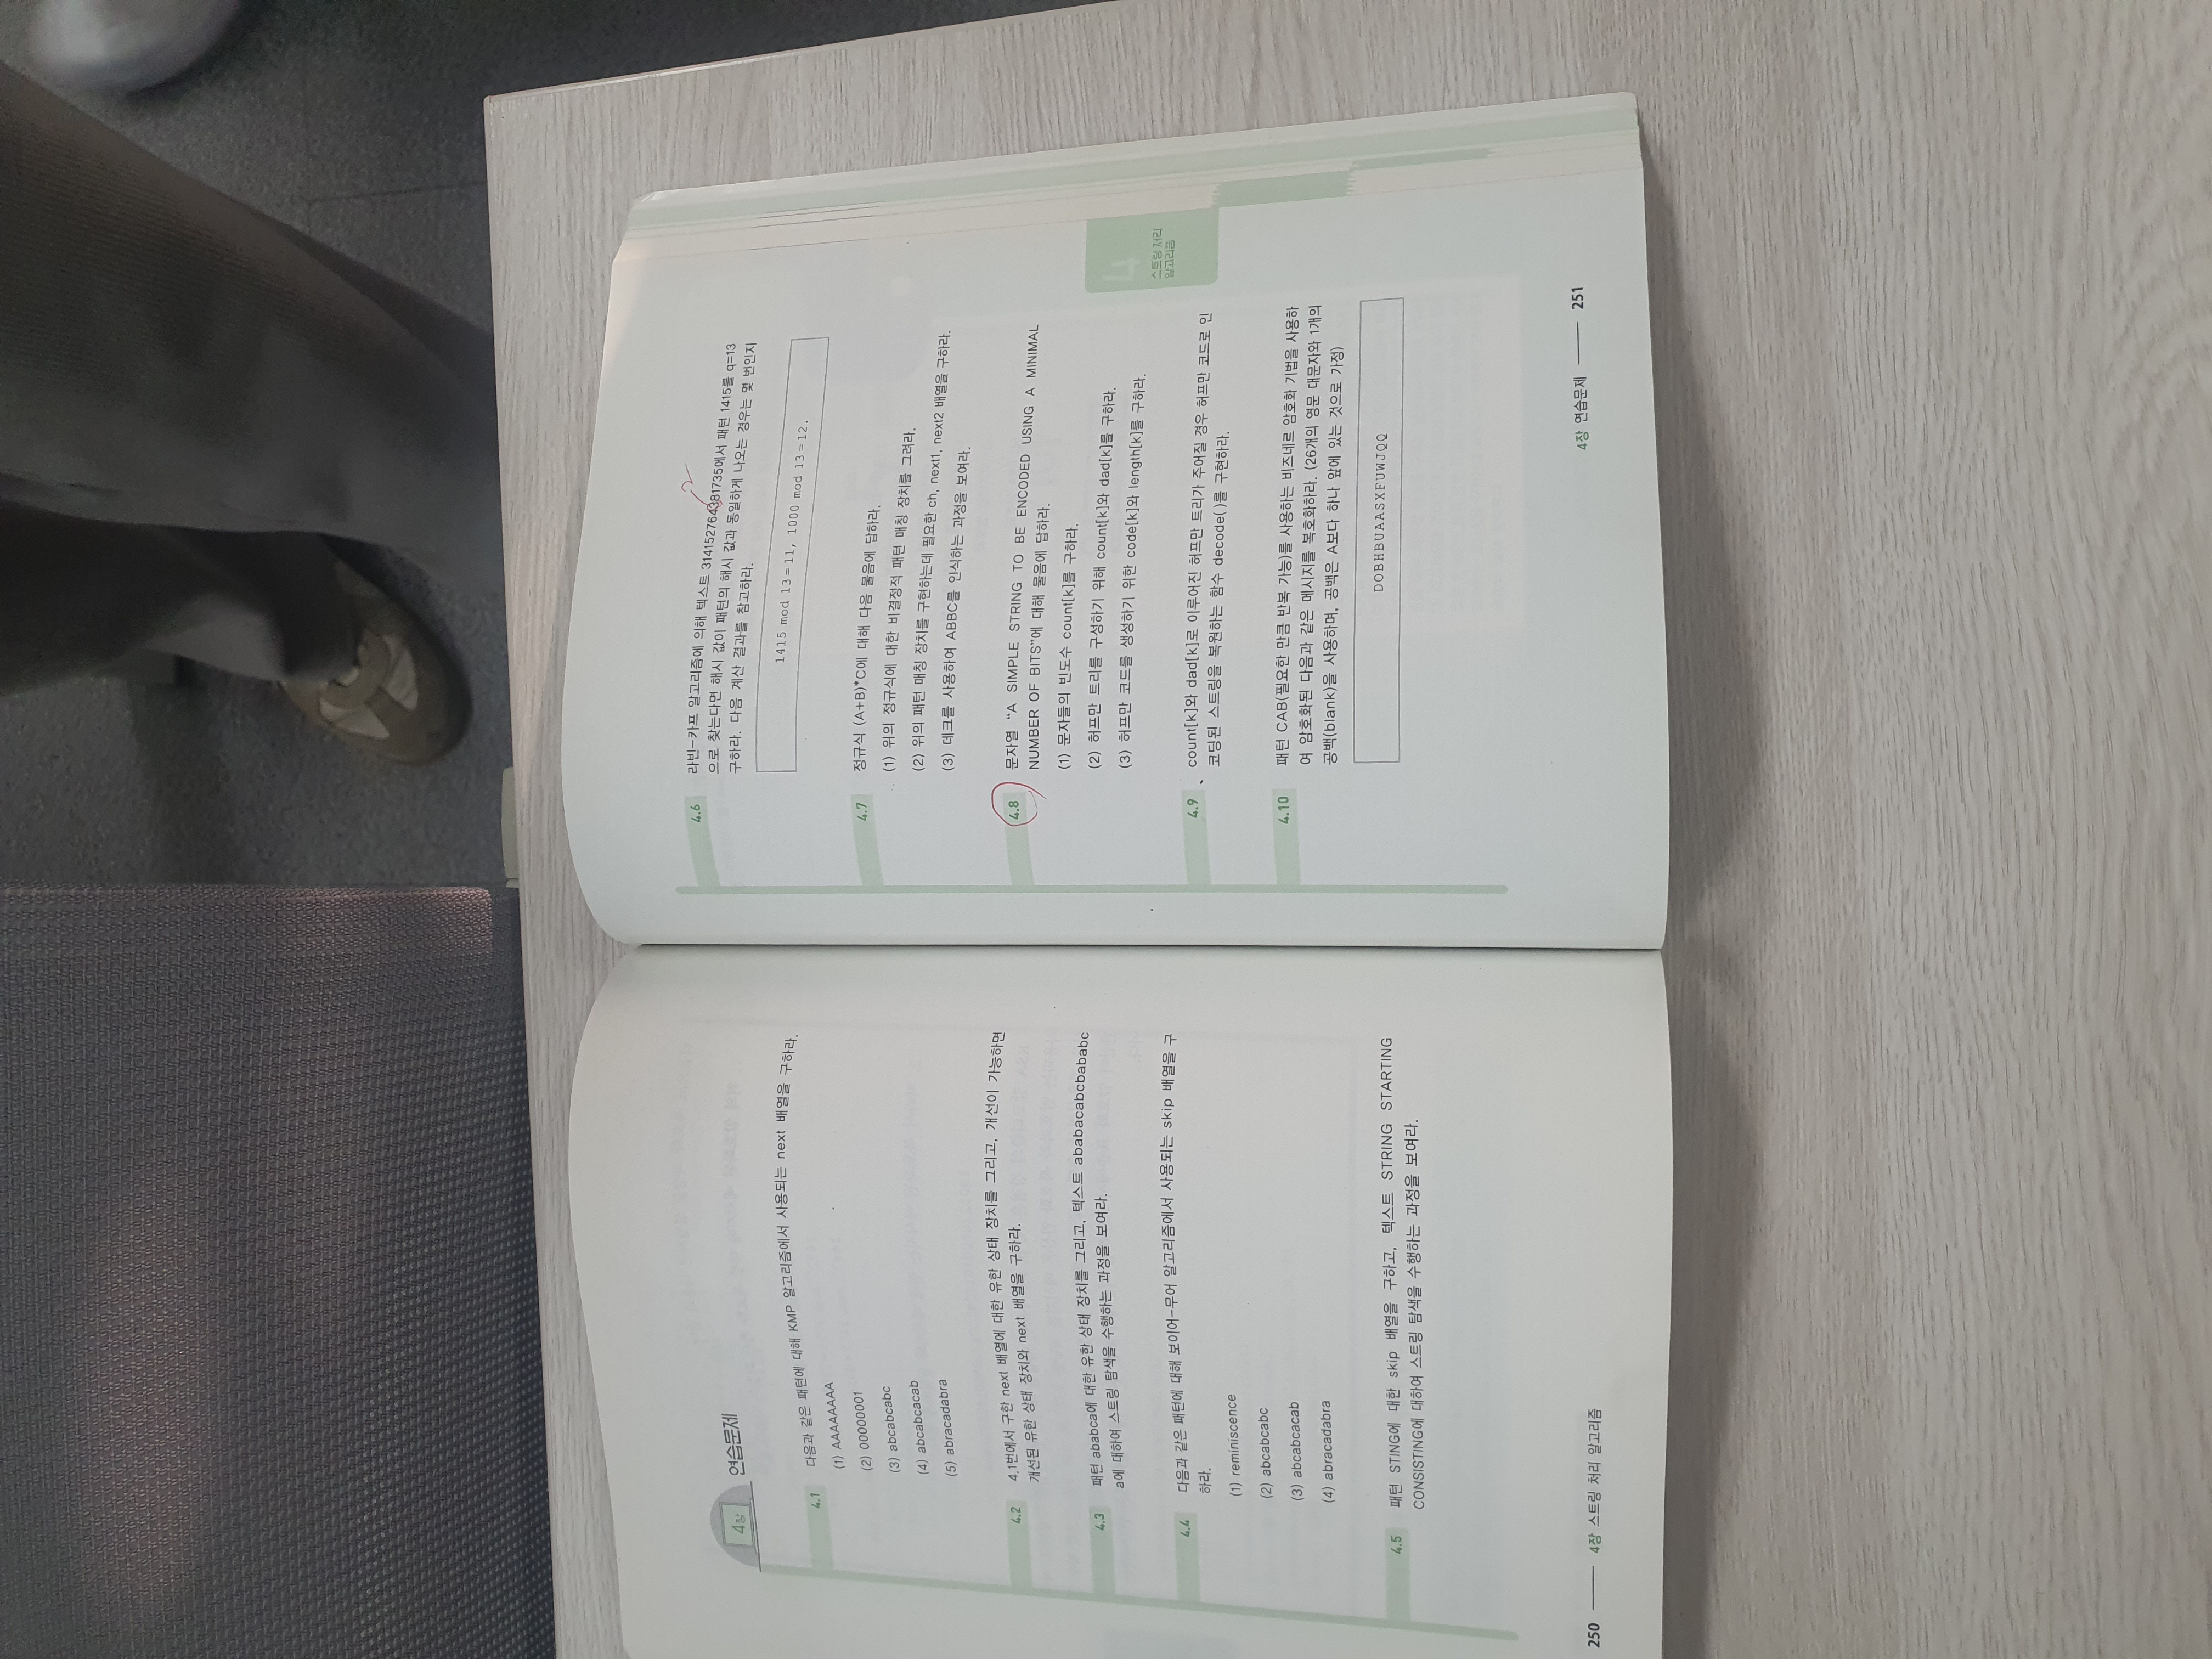 4장 연습문제
4.1 다음과 같은 패턴에 대해 KMP 알고리즘에서 사용되는 next 배열을 구하라.
(1) AAAAAAAA
(2) 00000001
(3) abcabcabc
(4) abcabcacab
(5) abracadabra
4.2 4.1번에서 구한 next 배열에 대한 유한 상태 장치를 그리고, 개선이 가능하면
개선된 유한 상태 장치와 next 배열을 구하라.
4.3 패턴 ababca에 대한 유한 상태 장치를 그리고, 텍스트 ababacabcbababc
a에 대하여 스트링 탐색을 수행하는 과정을 보여라.
4.4 다음과 같은 패턴에 대해 보이어-무어 알고리즘에서 사용되는 skip 배열을 구
하라.
(1) reminiscence
(2) abcabcabc
(3) abcabcacab
(4) abracadabra
4.5 패턴 STING에 대한 skip 배열을 구하고, 텍스트 STRING STARTING
CONSISTING에 대하여 스트링 탐색을 수행하는 과정을 보여라.
250 4장 스트링 처리 알고리즘
4.6 라빈-카프 알고리즘에 의해 텍스트 314152764381735에서 패턴 1415를 q=13
으로 찾는다면 해시 값이 패턴의 해시 값과 동일하게 나오는 경우는 몇 번인지
구하라. 다음 계산 결과를 참고하라.
2
1415 mod 13=11, 1000 mod 13=12.
4.7 정규식 (A+B)*C에 대해 다음 물음에 답하라.
(1) 위의 정규식에 대한 비결정적 패턴 매칭 장치를 그려라.
(2) 위의 패턴 매칭 장치를 구현하는데 필요한 ch, next1, next2 배열을 구하라.
(3) 데크를 사용하여 ABBC를 인식하는 과정을 보여라.
4.8 문자열 “A SIMPLE STRING TO BE ENCODED USING A MINIMAL
NUMBER OF BITS”에 대해 물음에 답하라.
(1) 문자들의 빈도수 count[k]를 구하라.
(2) 허프만 트리를 구성하기 위해 count[k]와 dad[k]를 구하라.
(3) 허프만 코드를 생성하기 위한 code[k]와 length[k]를 구하라.
4.9 count[k]와 dad[k]로 이루어진 허프만 트리가 주어질 경우 허프만 코드로 인
코딩된 스트링을 복원하는 함수 decode()를 구현하라.
4.10 패턴 CAB(필요한 만큼 반복 가능)를 사용하는 비즈네르 암호화 기법을 사용하
여 암호화된 다음과 같은 메시지를 복호화하라. (26개의 영문 대문자와 1개의
공백(blank)을 사용하며, 공백은 A보다 하나 앞에 있는 것으로 가정)
DOBHBUAASXFUWJQQ
4
스트링 처리
알고리즘
4장 연습문제 251